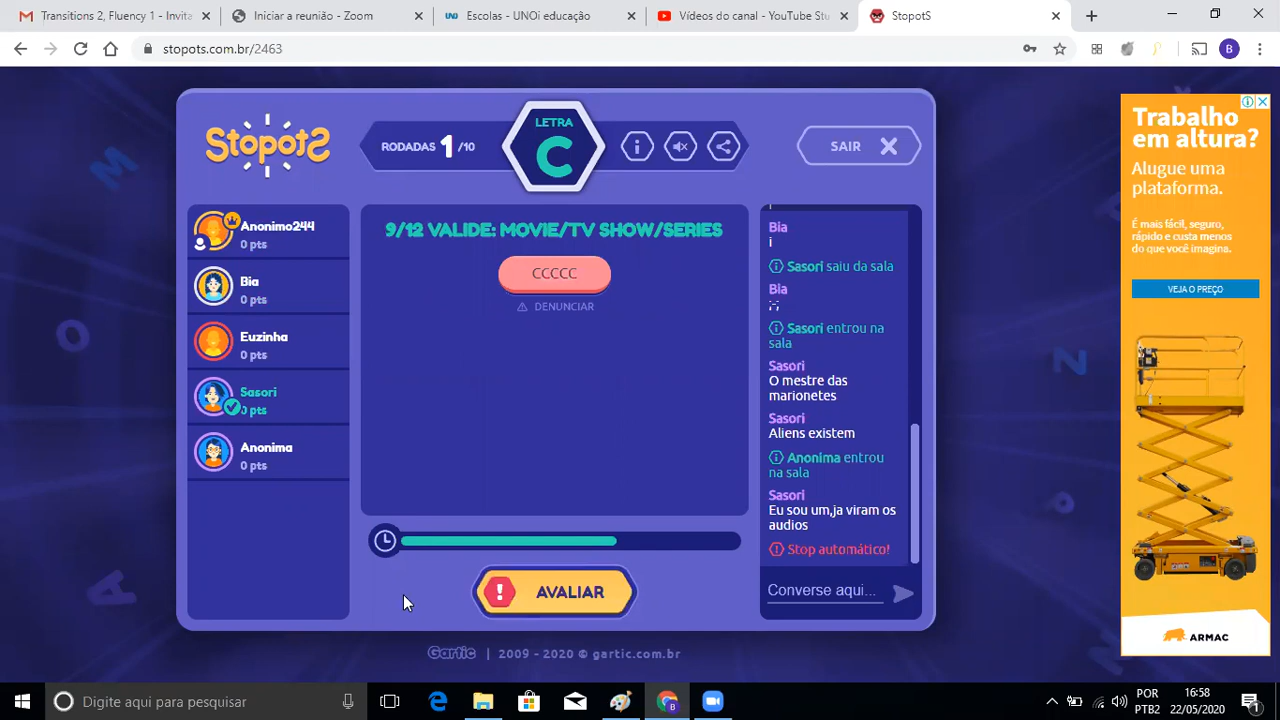 Transitions 2, Fluency 1 - Invita
Iniciar a reunião - Zoom
UNO
Escolas - UNOi educação
Vídeos do canal - YouTube Stu
StopotS
stopots.com.br/2463
B
StopotS
RODADAS 1 /10
LETRA
C
SAIR
Anonimo244
0 pts
Bia
0 pts
Euzinha
0 pts
Sasori
0 pts
Anonima
0 pts
9/12 VALIDE: MOVIE/TV SHOW/SERIES
CCCCC
DENUNCIAR
AVALIAR
Bia
i
Sasori saiu da sala
Bia
;-;
Sasori entrou na
sala
Sasori
O mestre das
marionetes
Sasori
Aliens existem
Anonima entrou
na sala
Sasori
Eu sou um,ja viram os
audios
Stop automático!
Converse aqui...
Gartic | 2009 - 2020 © gartic.com.br
Trabalho
em altura?
Alugue uma
plataforma.
É mais fácil, seguro,
rápido e custa menos
do que você imagina.
VEJA O PREÇO
ARMAC
Digite aqui para pesquisar
POR
PTB2
16:58
22/05/2020